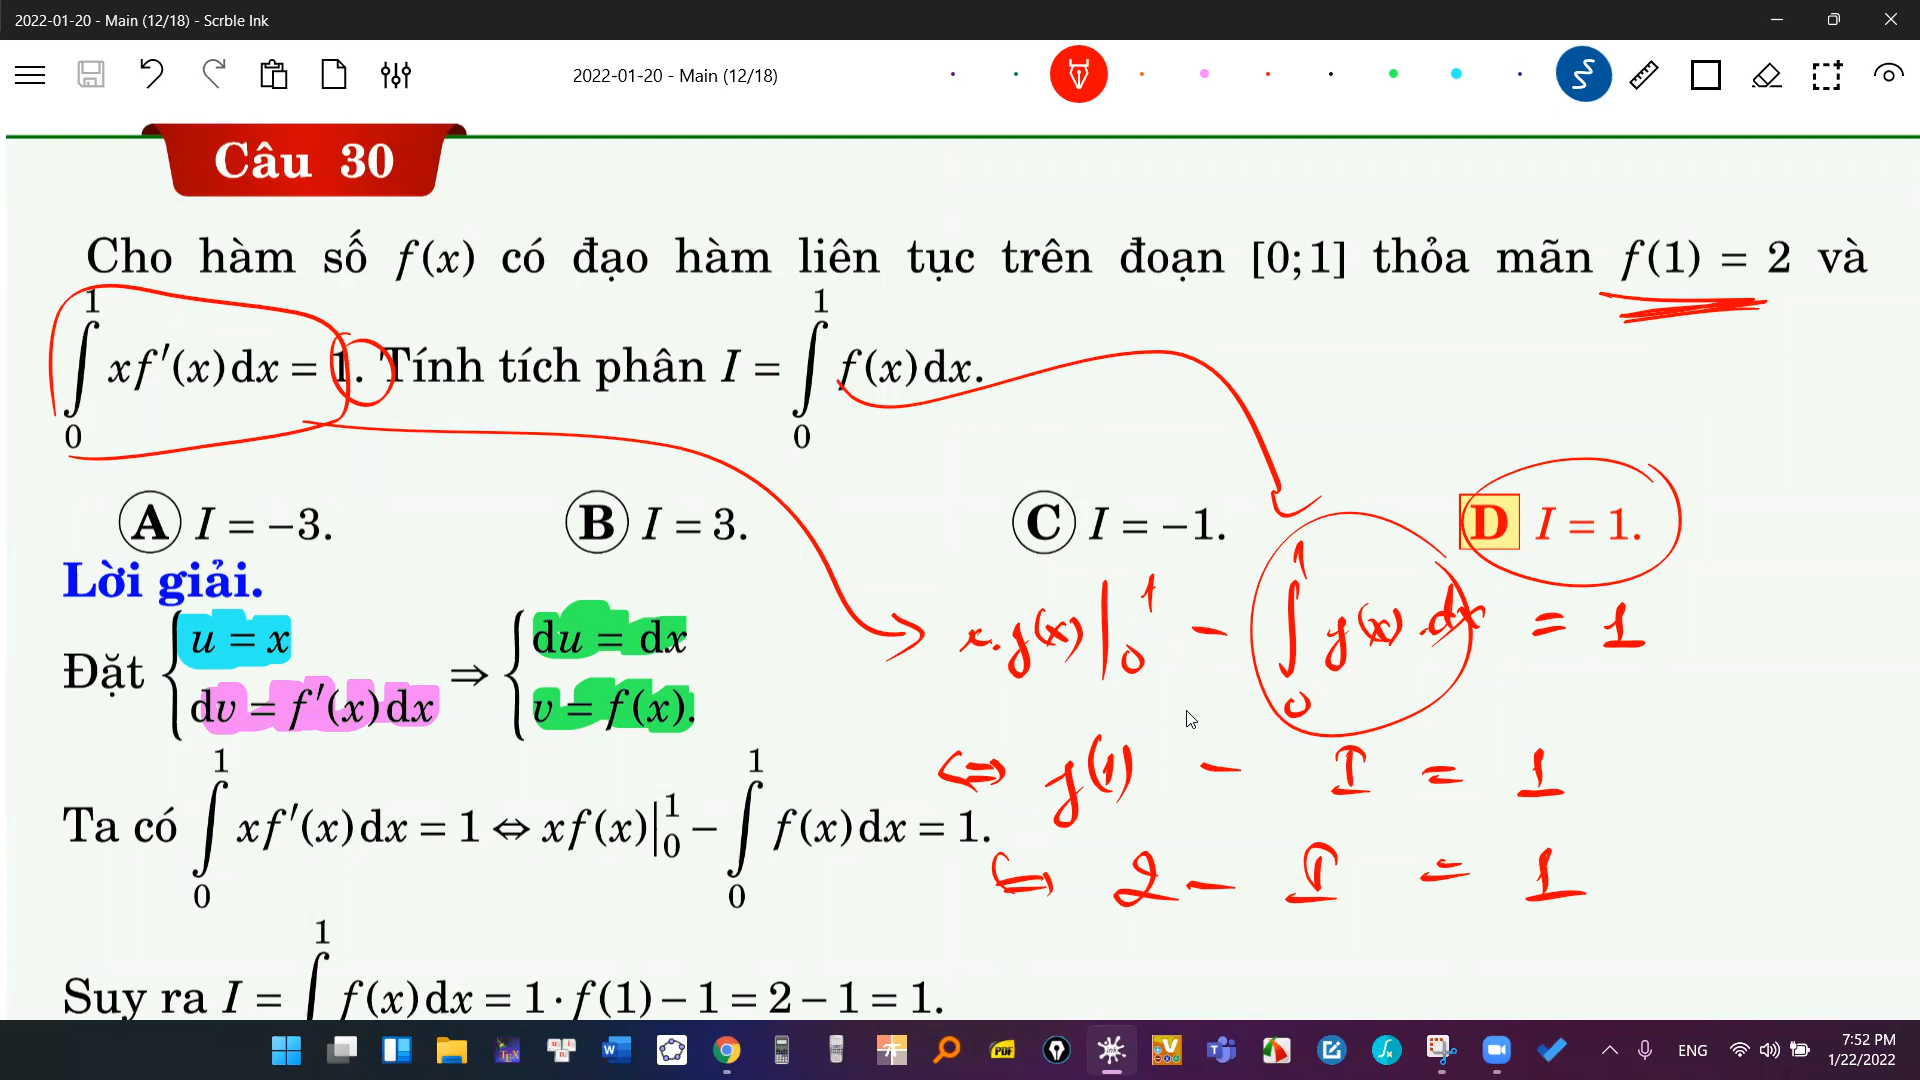 2022-01-20 - Main (12/18) - Scrble Ink
2022-01-20 - Main (12/18)
Câu 30
Cho hàm số f(x) có đạo hàm liên tục trên đoạn [0;1] thỏa mãn f(1) = 2 và
∫₀¹ xf′(x)dx = 1. Tính tích phân I = ∫₀¹ f(x)dx.
A I = −3. B I = 3. C I = −1. D I = 1.
Lời giải.
Đặt { u = x dv = f′(x)dx ⇒ { du = dx v = f(x).
x.f(x)|₀¹ − ∫₀¹ f(x).dx = 1
⇔ f(1) − I = 1
Ta có ∫₀¹ xf′(x)dx = 1 ⇔ xf(x)|₀¹ − ∫₀¹ f(x)dx = 1.
⇔ 2 − I = 1
Suy ra I = ∫¹ f(x)dx = 1·f(1) − 1 = 2 − 1 = 1.
ENG
7:52 PM
1/22/2022